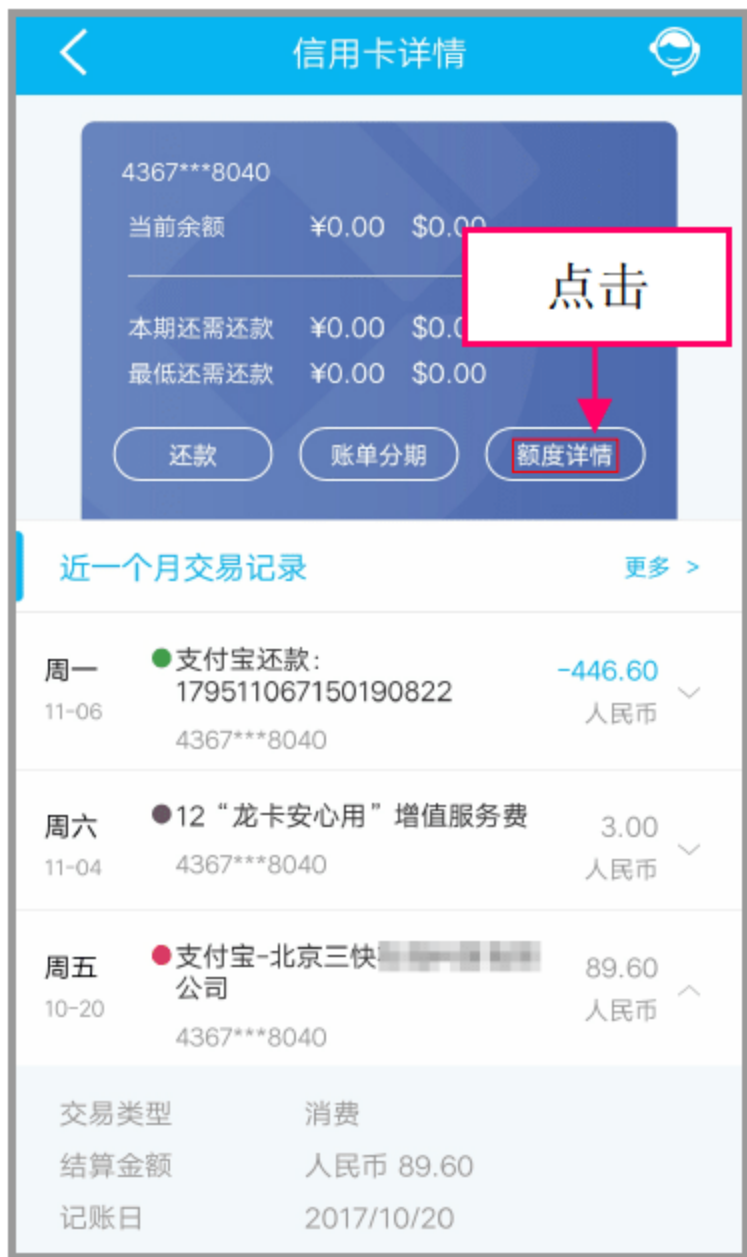 信用卡详情
4367***8040
当前余额 ¥0.00 $0.00
点击
本期还需还款 ¥0.00 $0.0
最低还需还款 ¥0.00 $0.00
还款 账单分期 额度详情
近一个月交易记录 更多 >
周一 支付宝还款: -446.60
11-06 179511067150190822 人民币
4367***8040
周六 12“龙卡安心用”增值服务费 3.00
11-04 4367***8040 人民币
周五 支付宝-北京三快 89.60
10-20 公司 人民币
4367***8040
交易类型 消费
结算金额 人民币 89.60
记账日 2017/10/20